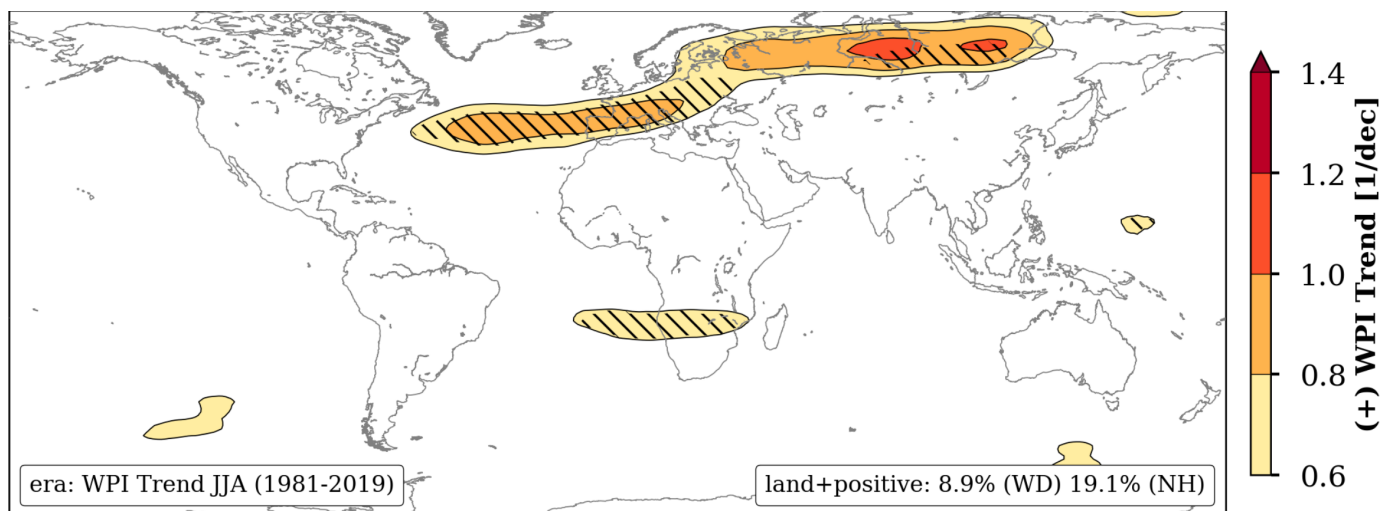 1.4
1.2
1.0
0.8
0.6
(+) WPI Trend [1/dec]
era: WPI Trend JJA (1981-2019)
land+positive: 8.9% (WD) 19.1% (NH)